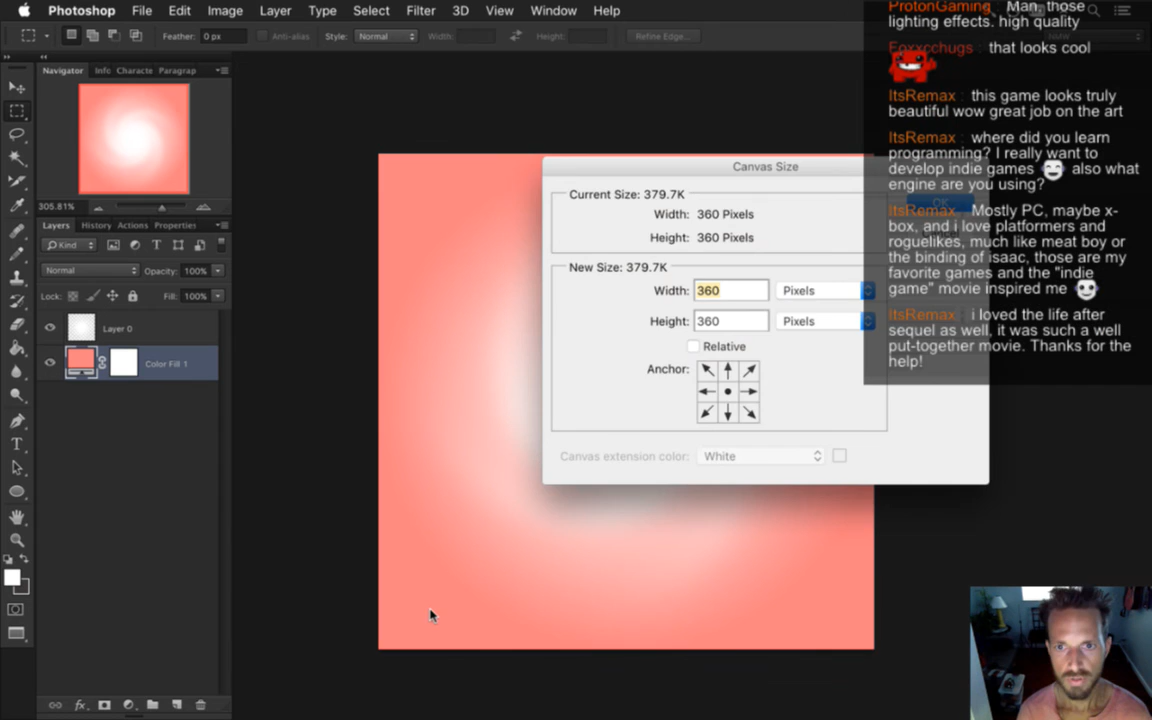 Photoshop File Edit Image Layer Type Select Filter 3D View Window Help
Feather: 0 px Anti-alias Style: Normal Width: Height: Refine Edge...
Navigator Info Characte Paragrap
305.81%
Layers History Actions Properties
Kind
Normal Opacity: 100%
Lock: Fill: 100%
Layer 0
Color Fill 1
Canvas Size
Current Size: 379.7K
Width: 360 Pixels
Height: 360 Pixels
New Size: 379.7K
Width: 360 Pixels
Height: 360 Pixels
Relative
Anchor:
Canvas extension color: White
OK
ProtonGaming : Man, those
lighting effects. high quality
Foxxcchugs : that looks cool
ItsRemax : this game looks truly
beautiful wow great job on the art
ItsRemax : where did you learn
programming? I really want to
develop indie games also what
engine are you using?
ItsRemax : Mostly PC, maybe x-
box, and i love platformers and
roguelikes, much like meat boy or
the binding of isaac, those are my
favorite games and the "indie
game" movie inspired me
ItsRemax : i loved the life after
sequel as well, it was such a well
put-together movie. Thanks for the
help!